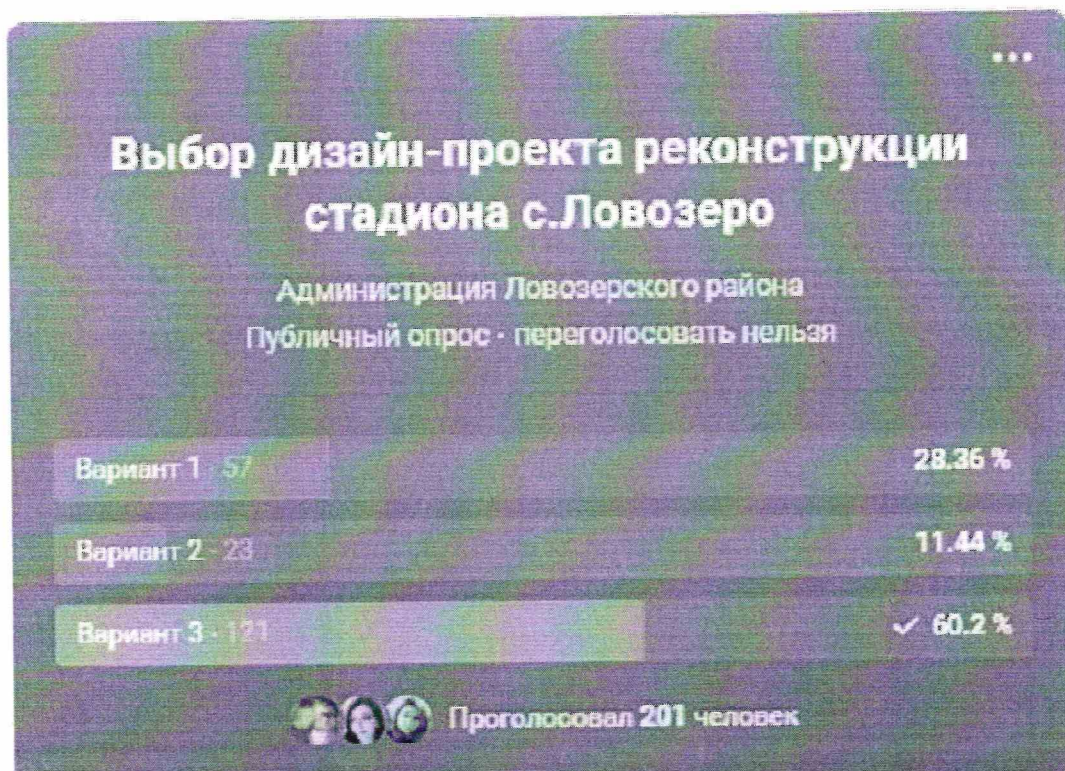 Выбор дизайн-проекта реконструкции
стадиона с.Ловозеро
Администрация Ловозерского района
Публичный опрос · переголосовать нельзя
Вариант 1 · 57 28.36 %
Вариант 2 · 23 11.44 %
Вариант 3 · 121 60.2 %
Проголосовал 201 человек